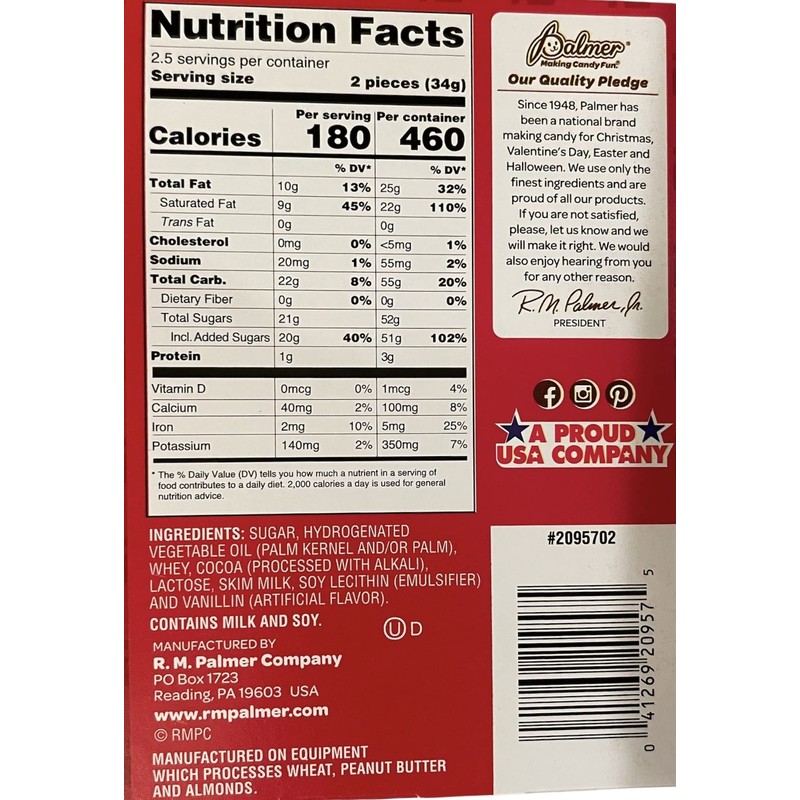 Nutrition Facts
2.5 servings per container
Serving size 2 pieces (34g)
Per serving Per container
Calories 180 460
% DV* % DV*
Total Fat 10g 13% 25g 32%
Saturated Fat 9g 45% 22g 110%
Trans Fat 0g 0g
Cholesterol 0mg 0% <5mg 1%
Sodium 20mg 1% 55mg 2%
Total Carb. 22g 8% 55g 20%
Dietary Fiber 0g 0% 0g 0%
Total Sugars 21g 52g
Incl. Added Sugars 20g 40% 51g 102%
Protein 1g 3g
Vitamin D 0mcg 0% 1mcg 4%
Calcium 40mg 2% 100mg 8%
Iron 2mg 10% 5mg 25%
Potassium 140mg 2% 350mg 7%
* The % Daily Value (DV) tells you how much a nutrient in a serving of
food contributes to a daily diet. 2,000 calories a day is used for general
nutrition advice.
INGREDIENTS: SUGAR, HYDROGENATED
VEGETABLE OIL (PALM KERNEL AND/OR PALM),
WHEY, COCOA (PROCESSED WITH ALKALI),
LACTOSE, SKIM MILK, SOY LECITHIN (EMULSIFIER)
AND VANILLIN (ARTIFICIAL FLAVOR).
CONTAINS MILK AND SOY.
U D
MANUFACTURED BY
R. M. Palmer Company
PO Box 1723
Reading, PA 19603 USA
www.rmpalmer.com
© RMPC
MANUFACTURED ON EQUIPMENT
WHICH PROCESSES WHEAT, PEANUT BUTTER
AND ALMONDS.
Palmer®
Making Candy Fun.®
Our Quality Pledge
Since 1948, Palmer has
been a national brand
making candy for Christmas,
Valentine's Day, Easter and
Halloween. We use only the
finest ingredients and are
proud of all our products.
If you are not satisfied,
please, let us know and we
will make it right. We would
also enjoy hearing from you
for any other reason.
R. M. Palmer, Jr.
PRESIDENT
A PROUD
USA COMPANY
#2095702
0 41269 20957 5